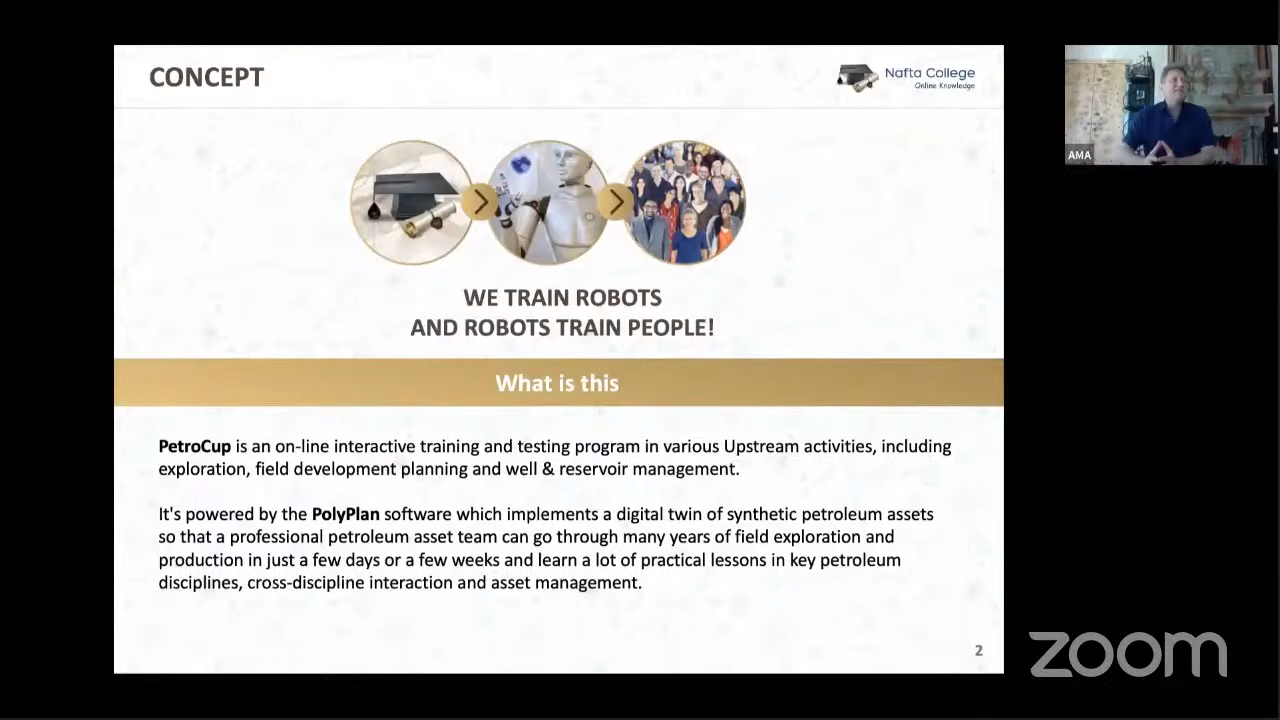 CONCEPT
Nafta College
Online Knowledge
AMA
WE TRAIN ROBOTS
AND ROBOTS TRAIN PEOPLE!
What is this
PetroCup is an on-line interactive training and testing program in various Upstream activities, including
exploration, field development planning and well & reservoir management.
It's powered by the PolyPlan software which implements a digital twin of synthetic petroleum assets
so that a professional petroleum asset team can go through many years of field exploration and
production in just a few days or a few weeks and learn a lot of practical lessons in key petroleum
disciplines, cross-discipline interaction and asset management.
2
zoom